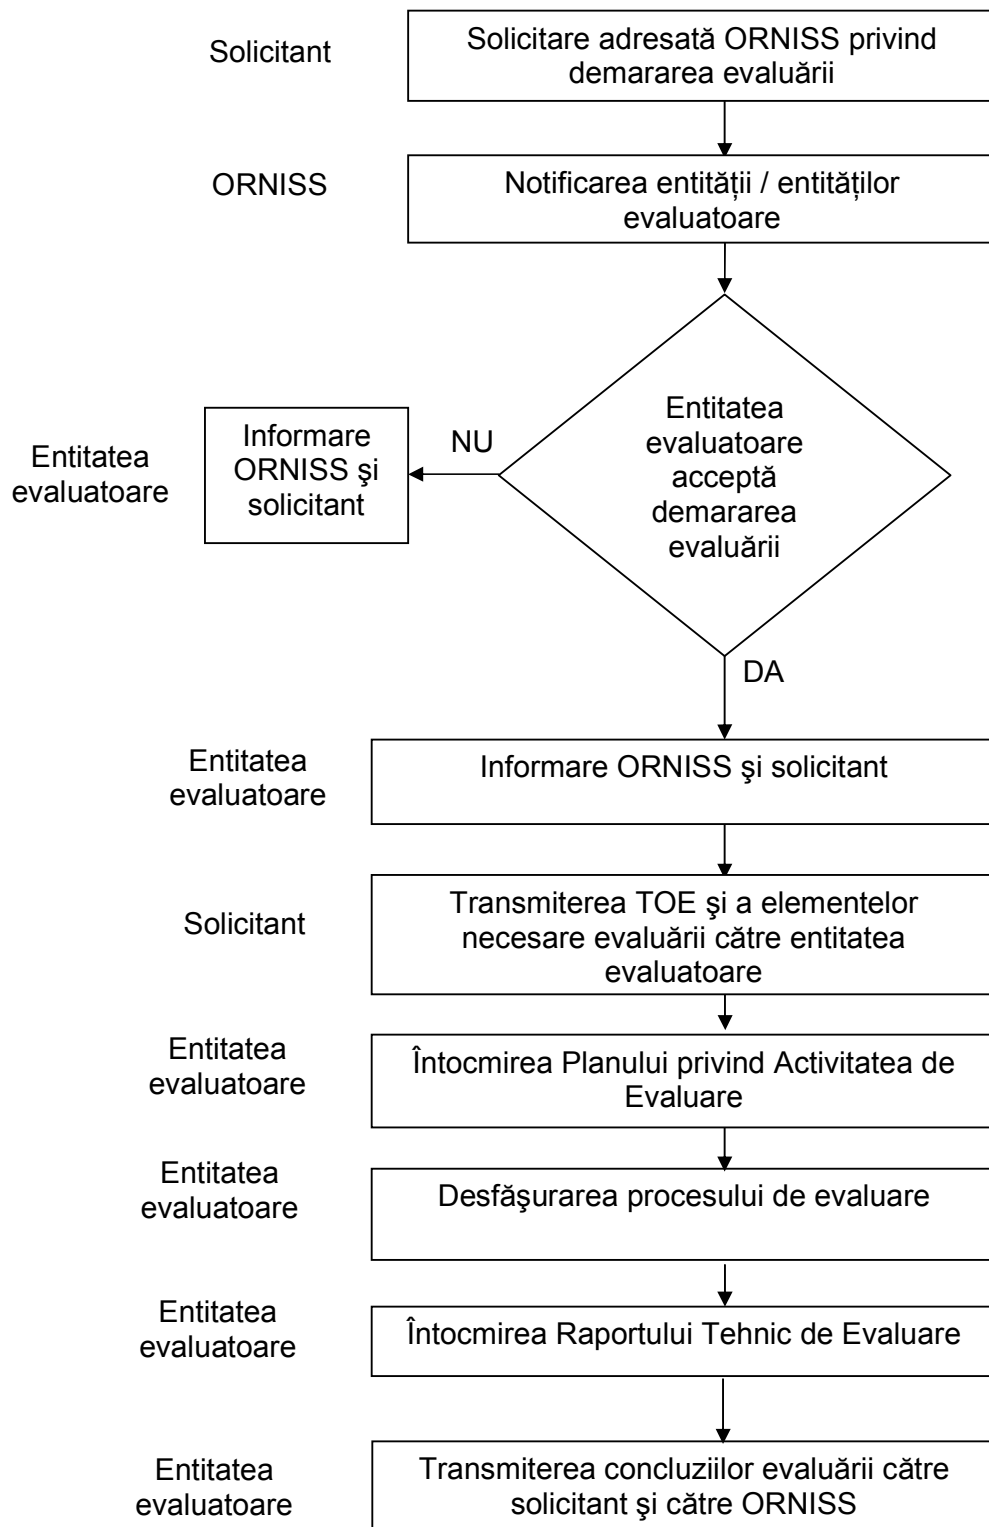 Solicitant
Solicitare adresată ORNISS privind
demararea evaluării
ORNISS
Notificarea entității / entităților
evaluatoare
Entitatea
evaluatoare
Informare
ORNISS şi
solicitant
NU
Entitatea
evaluatoare
acceptă
demararea
evaluării
DA
Entitatea
evaluatoare
Informare ORNISS şi solicitant
Solicitant
Transmiterea TOE şi a elementelor
necesare evaluării către entitatea
evaluatoare
Entitatea
evaluatoare
Întocmirea Planului privind Activitatea de
Evaluare
Entitatea
evaluatoare
Desfăşurarea procesului de evaluare
Entitatea
evaluatoare
Întocmirea Raportului Tehnic de Evaluare
Entitatea
evaluatoare
Transmiterea concluziilor evaluării către
solicitant şi către ORNISS